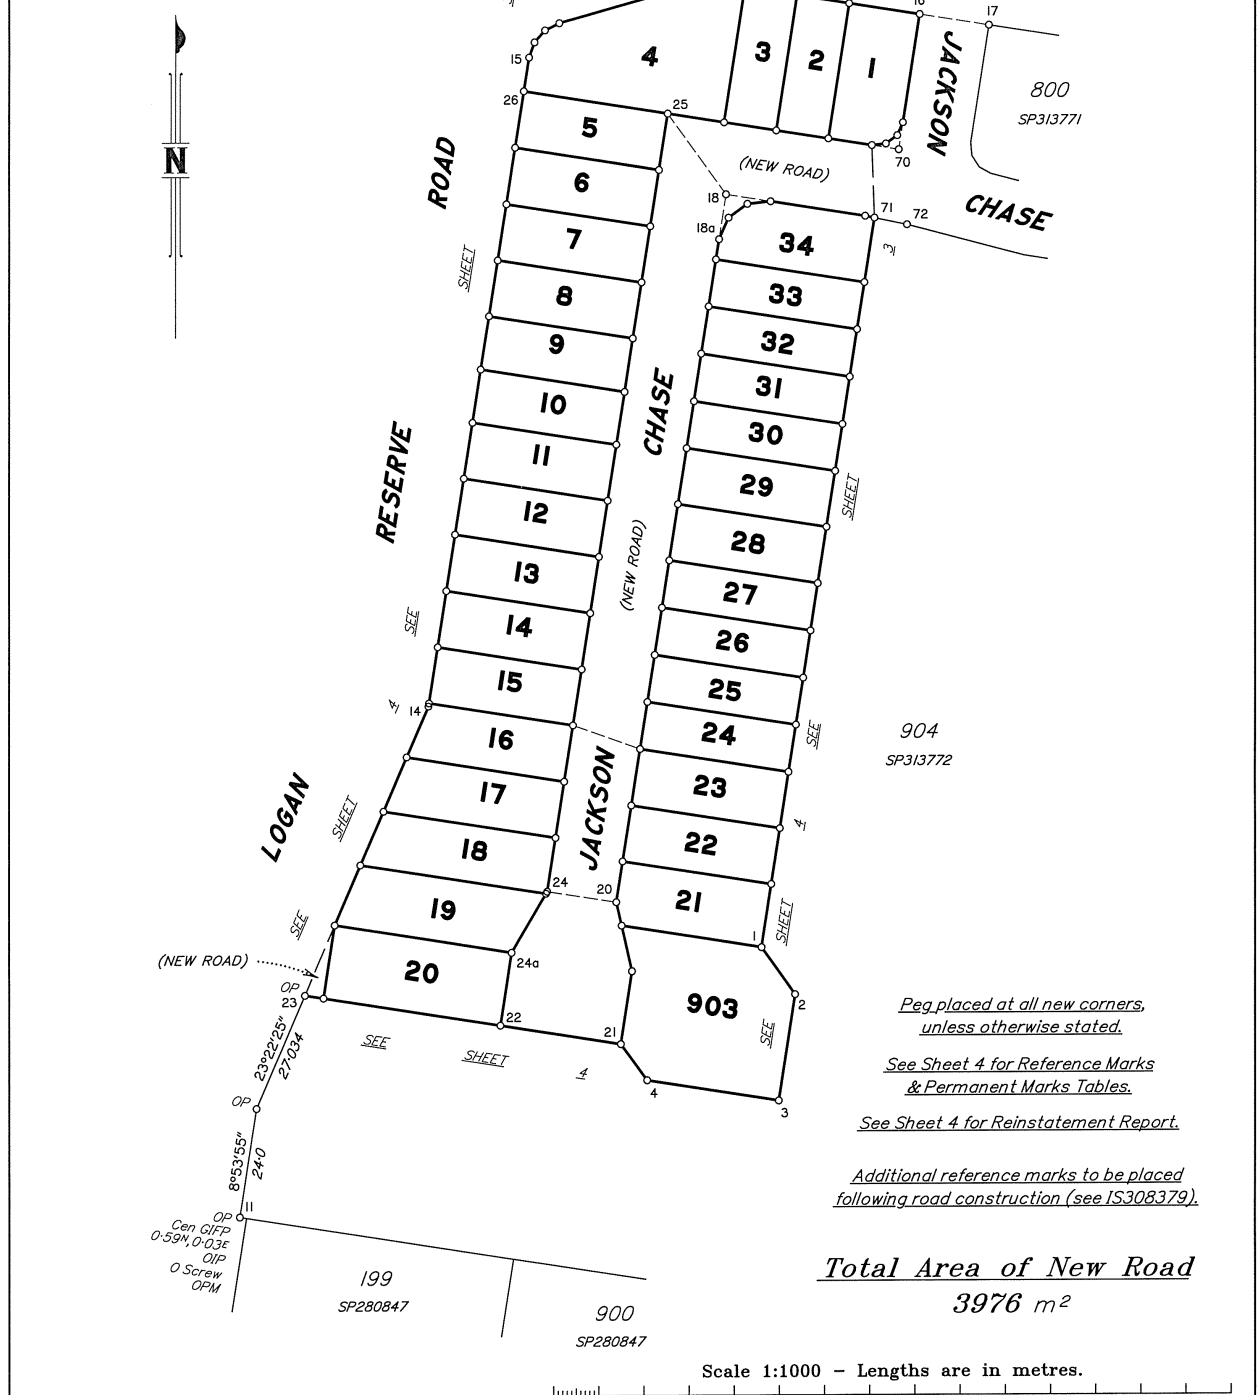 16
17
15
4
3
2
1
JACKSON
800
SP313771
26
25
5
(NEW ROAD)
70
ROAD
6
18
71
72
CHASE
18a
7
34
3
SHEET
8
33
9
32
CHASE
31
10
30
RESERVE
11
29
SHEET
12
28
(NEW ROAD)
13
27
14
26
SEE
15
25
4
14
16
24
SEE
904
SP313772
17
23
JACKSON
LOGAN
SHEET
18
22
4
24
20
19
21
SEE
SHEET
1
(NEW ROAD)
20
24a
OP
23
903
2
22
21
SEE
SEE
SHEET
4
4
3
Peg placed at all new corners,
unless otherwise stated.
See Sheet 4 for Reference Marks
& Permanent Marks Tables.
See Sheet 4 for Reinstatement Report.
Additional reference marks to be placed
following road construction (see IS308379).
23°22'25"
27·034
OP
8°53'55"
24·0
11
OP
Cen GIFP
0·59N,0·03E
OIP
O Screw
OPM
199
SP280847
900
SP280847
Total Area of New Road
3976 m²
Scale 1:1000 – Lengths are in metres.
N